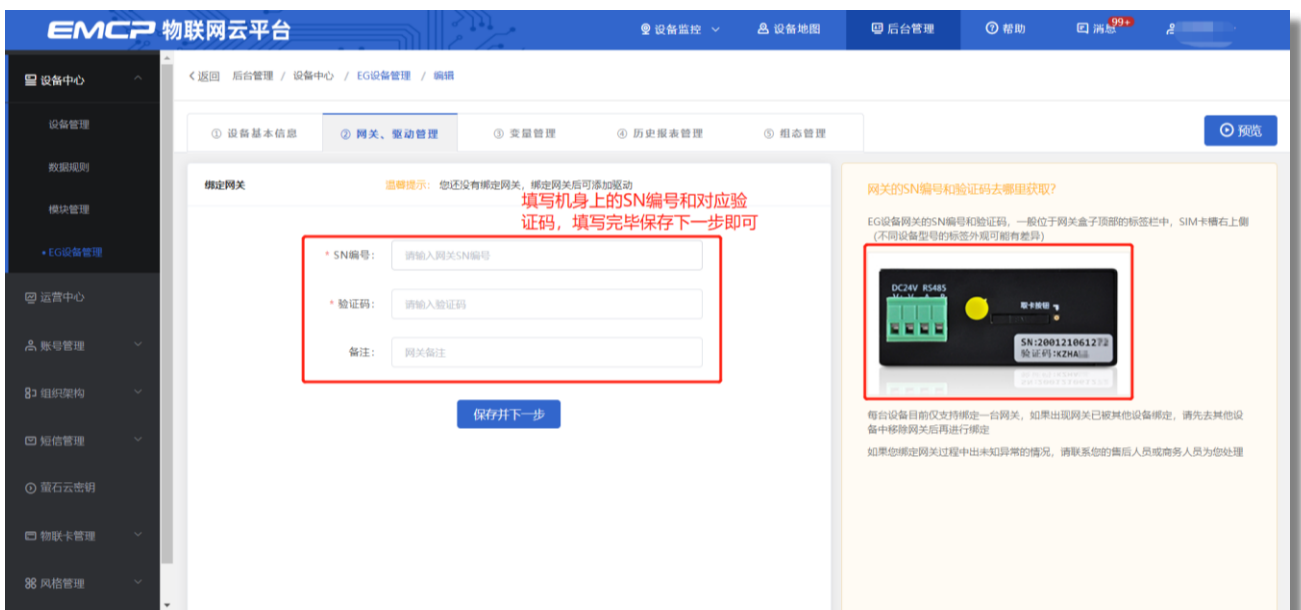 EMCP 物联网云平台
设备监控
设备地图
后台管理
帮助
消息
99+
设备中心
设备管理
数据规则
模块管理
• EG设备管理
运营中心
账号管理
组织架构
短信管理
萤石云密钥
物联卡管理
风格管理
<返回 后台管理 / 设备中心 / EG设备管理 / 编辑
① 设备基本信息
② 网关、驱动管理
③ 变量管理
④ 历史报表管理
⑤ 组态管理
预览
绑定网关
温馨提示: 您还没有绑定网关，绑定网关后可添加驱动
填写机身上的SN编号和对应验
证码，填写完毕保存下一步即可
* SN编号: 请输入网关SN编号
* 验证码: 请输入验证码
备注: 网关备注
保存并下一步
网关的SN编号和验证码去哪里获取?
EG设备网关的SN编号和验证码，一般位于网关盒子顶部的标签栏中，SIM卡槽右上侧
（不同设备型号的标签外观可能有差异）
DC24V RS485
取卡按钮
SN:200121061272
验证码:KZHA
每台设备目前仅支持绑定一台网关，如果出现网关已被其他设备绑定，请先去其他设
备中移除网关后再进行绑定
如果您绑定网关过程中出未知异常的情况，请联系您的售后人员或商务人员为您处理